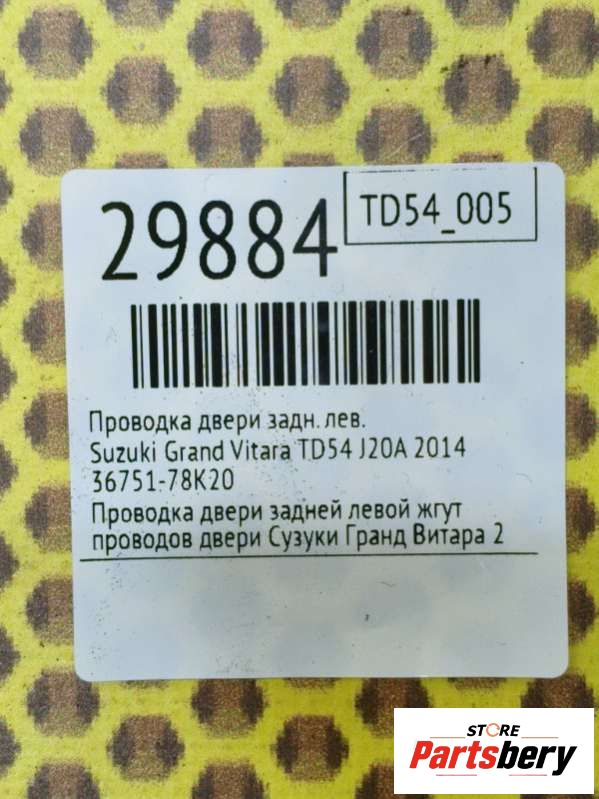 29884
TD54_005
Проводка двери задн. лев.
Suzuki Grand Vitara TD54 J20A 2014
36751-78K20
Проводка двери задней левой жгут
проводов двери Сузуки Гранд Витара 2
STORE
Partsbery